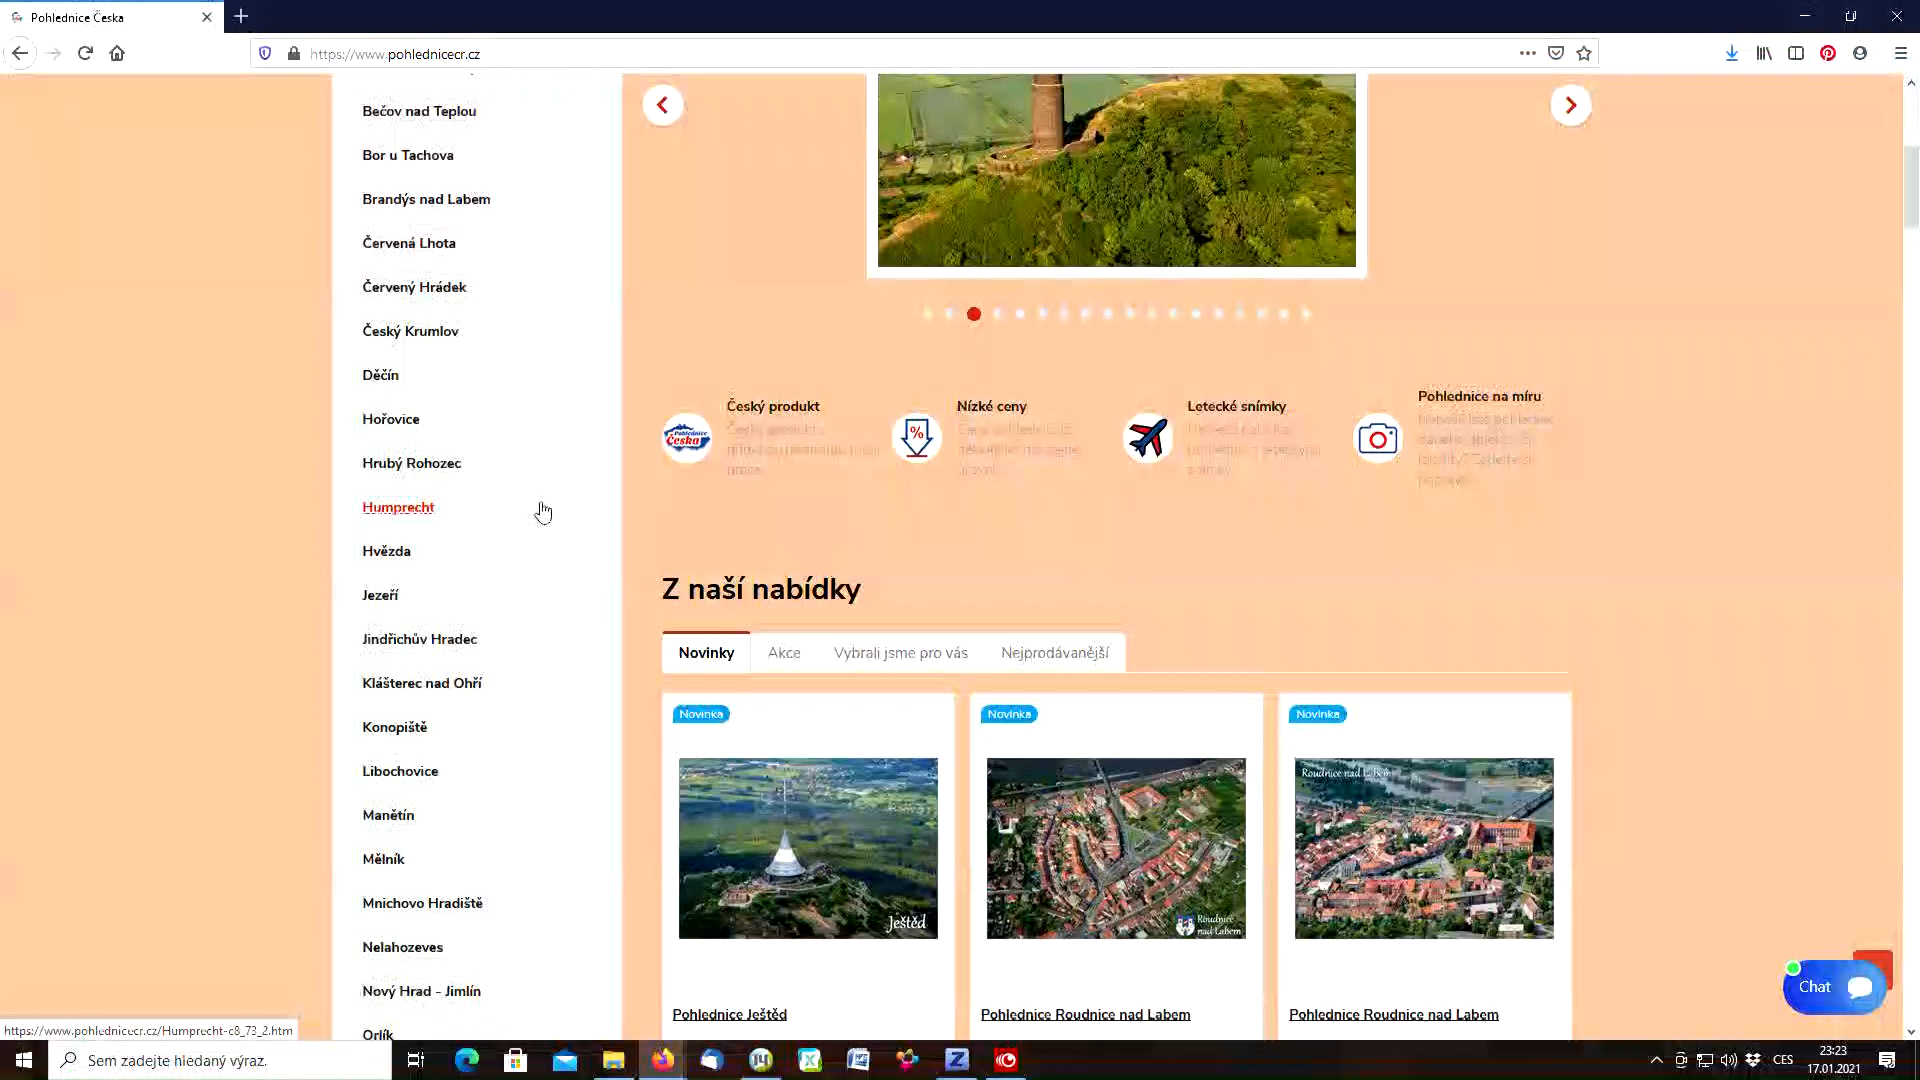 Pohlednice Česka
https://www.pohlednicecr.cz
Bečov nad Teplou
Bor u Tachova
Brandýs nad Labem
Červená Lhota
Červený Hrádek
Český Krumlov
Děčín
Hořovice
Hrubý Rohozec
Humprecht
Hvězda
Jezeří
Jindřichův Hradec
Klášterec nad Ohří
Konopiště
Libochovice
Manětín
Mělník
Mnichovo Hradiště
Nelahozeves
Nový Hrad - Jimlín
Orlík
Český produkt
Pohlednice
Česka
Nízké ceny
%
Letecké snímky
Pohlednice na míru
Z naší nabídky
Novinky
Akce
Vybrali jsme pro vás
Nejprodávanější
Novinka
Ještěd
Pohlednice Ještěd
Novinka
Roudnice
nad Labem
Pohlednice Roudnice nad Labem
Novinka
Roudnice nad Labem
Pohlednice Roudnice nad Labem
Chat
https://www.pohlednicecr.cz/Humprecht-c8_73_2.htm
Sem zadejte hledaný výraz.
CES
23:23
17.01.2021